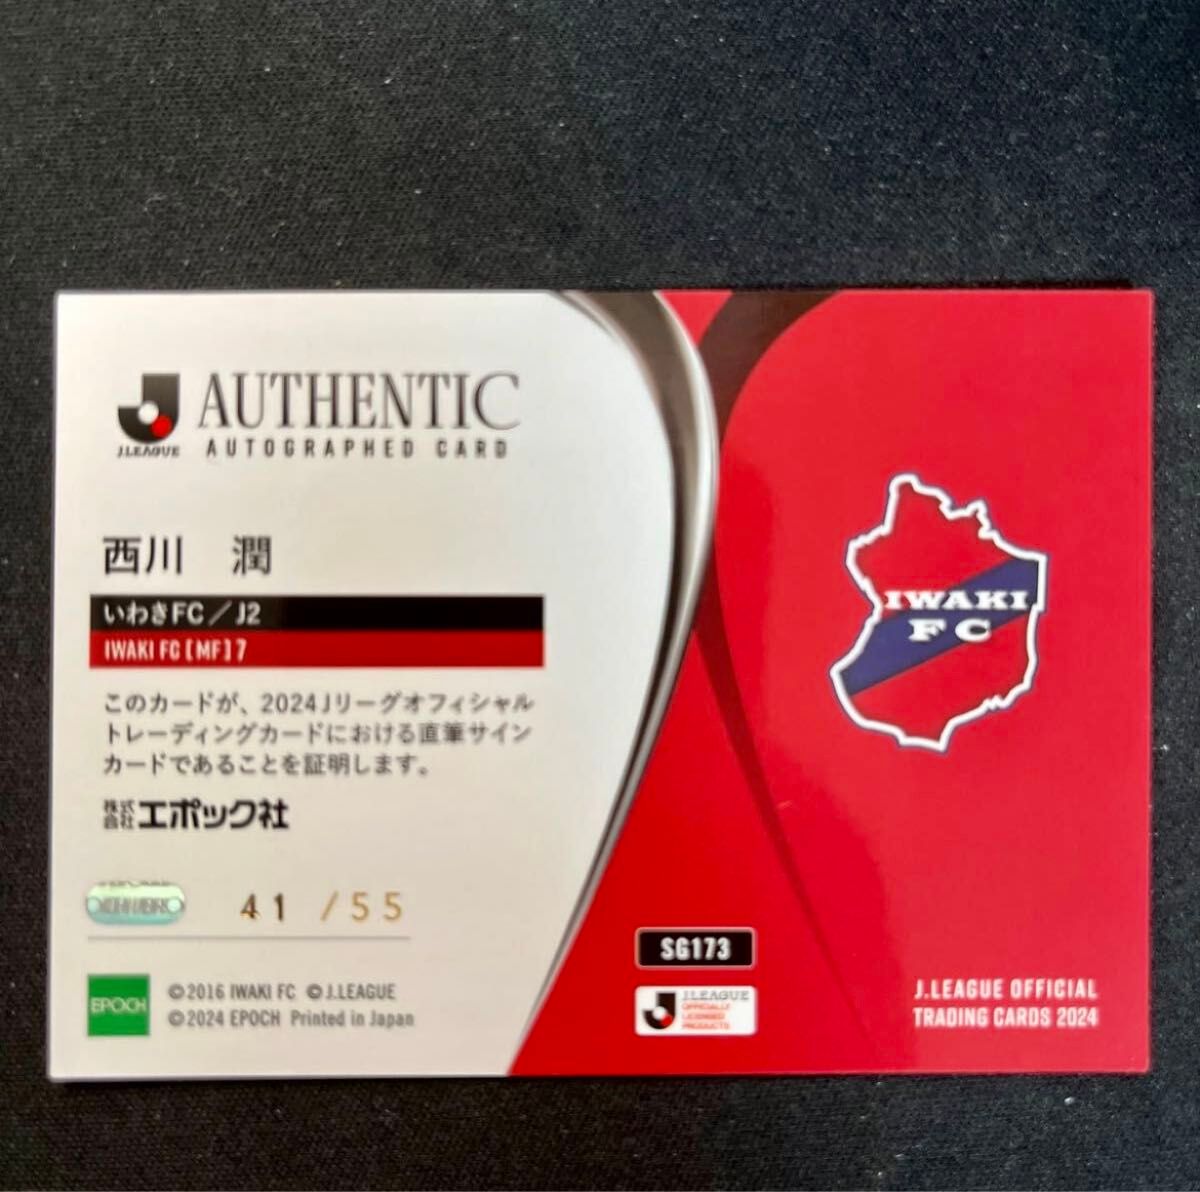 J.LEAGUE
AUTHENTIC
AUTOGRAPHED CARD
西川 潤
いわきFC／J2
IWAKI FC [MF] 7
このカードが、2024Jリーグオフィシャル
トレーディングカードにおける直筆サイン
カードであることを証明します。
株式会社エポック社
41 /55
EPOCH
©2016 IWAKI FC ©J.LEAGUE
©2024 EPOCH Printed in Japan
IWAKI
FC
SG173
J.LEAGUE
OFFICIALLY
LICENSED
PRODUCTS
J.LEAGUE OFFICIAL
TRADING CARDS 2024